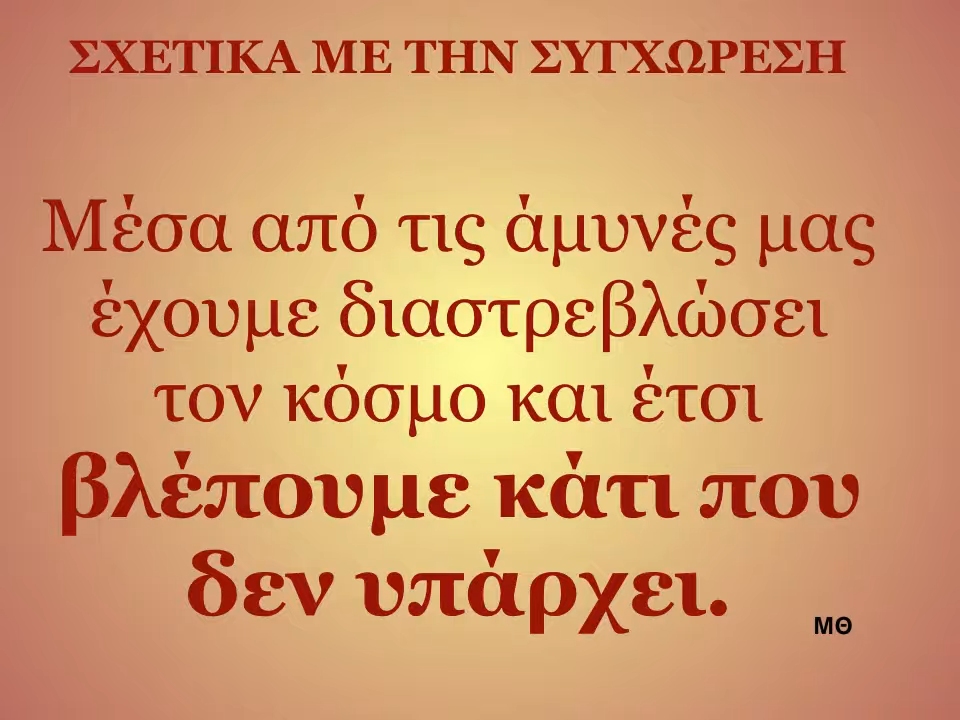 ΣΧΕΤΙΚΑ ΜΕ ΤΗΝ ΣΥΓΧΩΡΕΣΗ
Μέσα από τις άμυνές μας
έχουμε διαστρεβλώσει
τον κόσμο και έτσι
βλέπουμε κάτι που
δεν υπάρχει.
ΜΘ